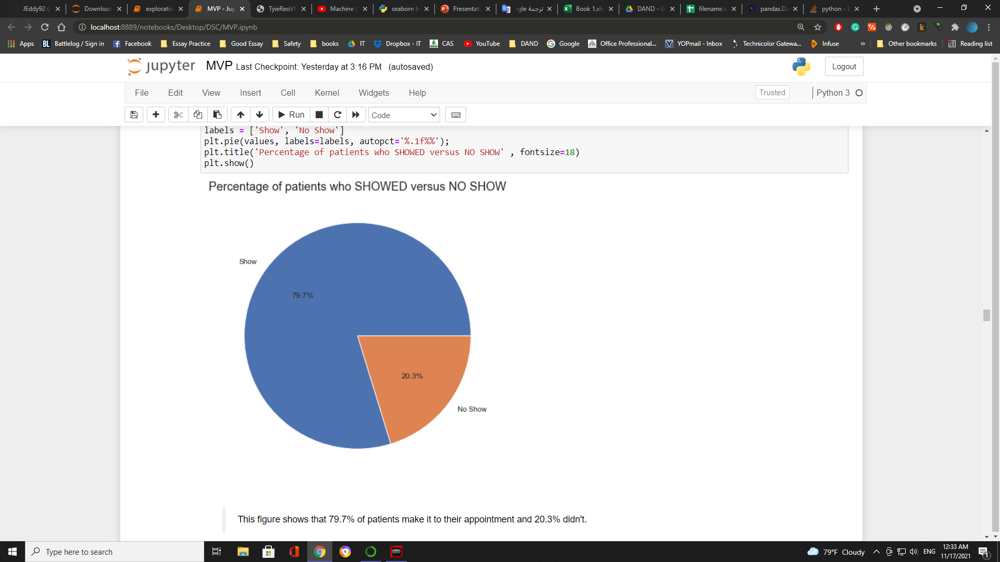 JEddy92
Download
exploratio
MVP - Jup
TyieReoVF
Machine L
seaborn b
Presentati
ترجمة ogle
Book 1.xls
DAND - G
filename.x
pandas.Da
python -
localhost:8889/notebooks/Desktop/DSC/MVP.ipynb
Apps
BL Battlelog / Sign in
Facebook
Essay Practice
Good Essay
Safety
books
IT
Dropbox - IT
CAS
YouTube
DAND
Google
Office Professional...
YOPmail - Inbox
Technicolor Gatewa...
Infuse
»
Other bookmarks
Reading list
jupyter MVP Last Checkpoint: Yesterday at 3:16 PM (autosaved)
Logout
File Edit View Insert Cell Kernel Widgets Help
Trusted
Python 3
Run
Code
labels = ['Show', 'No Show']
plt.pie(values, labels=labels, autopct='%.1f%%');
plt.title('Percentage of patients who SHOWED versus NO SHOW' , fontsize=18)
plt.show()
Percentage of patients who SHOWED versus NO SHOW
Show
79.7%
20.3%
No Show
This figure shows that 79.7% of patients make it to their appointment and 20.3% didn't.
Type here to search
79°F Cloudy
ENG
12:33 AM
11/17/2021
1